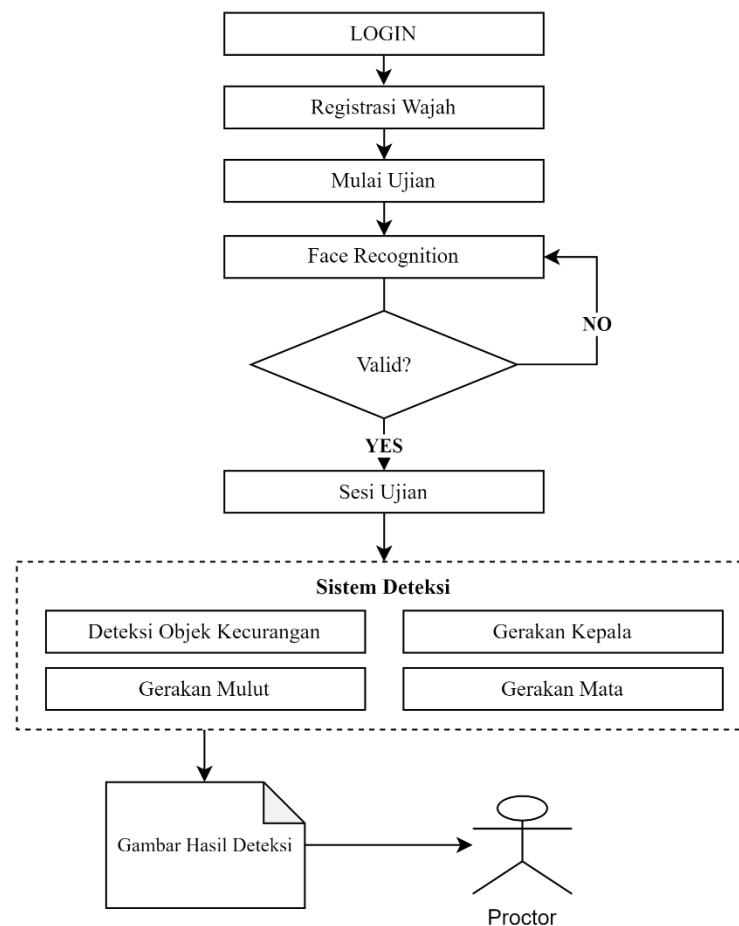 LOGIN
Registrasi Wajah
Mulai Ujian
Face Recognition
NO
Valid?
YES
Sesi Ujian
Sistem Deteksi
Deteksi Objek Kecurangan
Gerakan Kepala
Gerakan Mulut
Gerakan Mata
Gambar Hasil Deteksi
Proctor